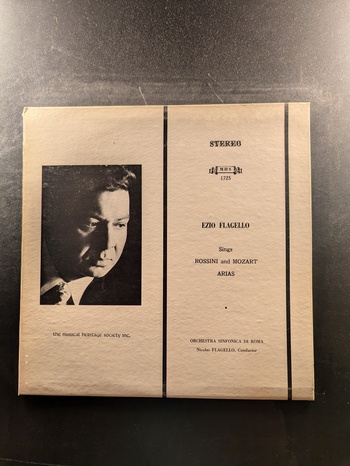 STEREO
MHS
1725
EZIO FLAGELLO
Sings
ROSSINI and MOZART
ARIAS
ORCHESTRA SINFONICA DI ROMA
Nicolas FLAGELLO, Conductor
the musical heritage society inc.